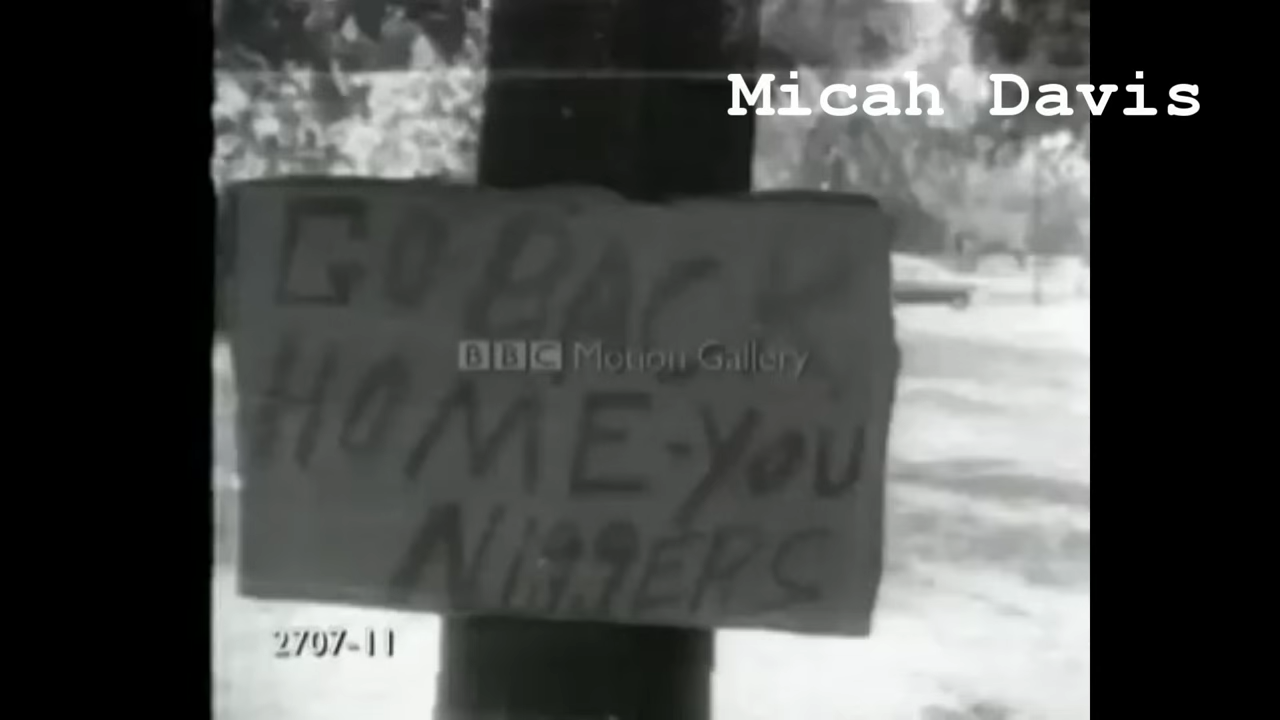 Micah Davis
GO BACK
BBC Motion Gallery
HOME-YOU
NIggERS
2707-11